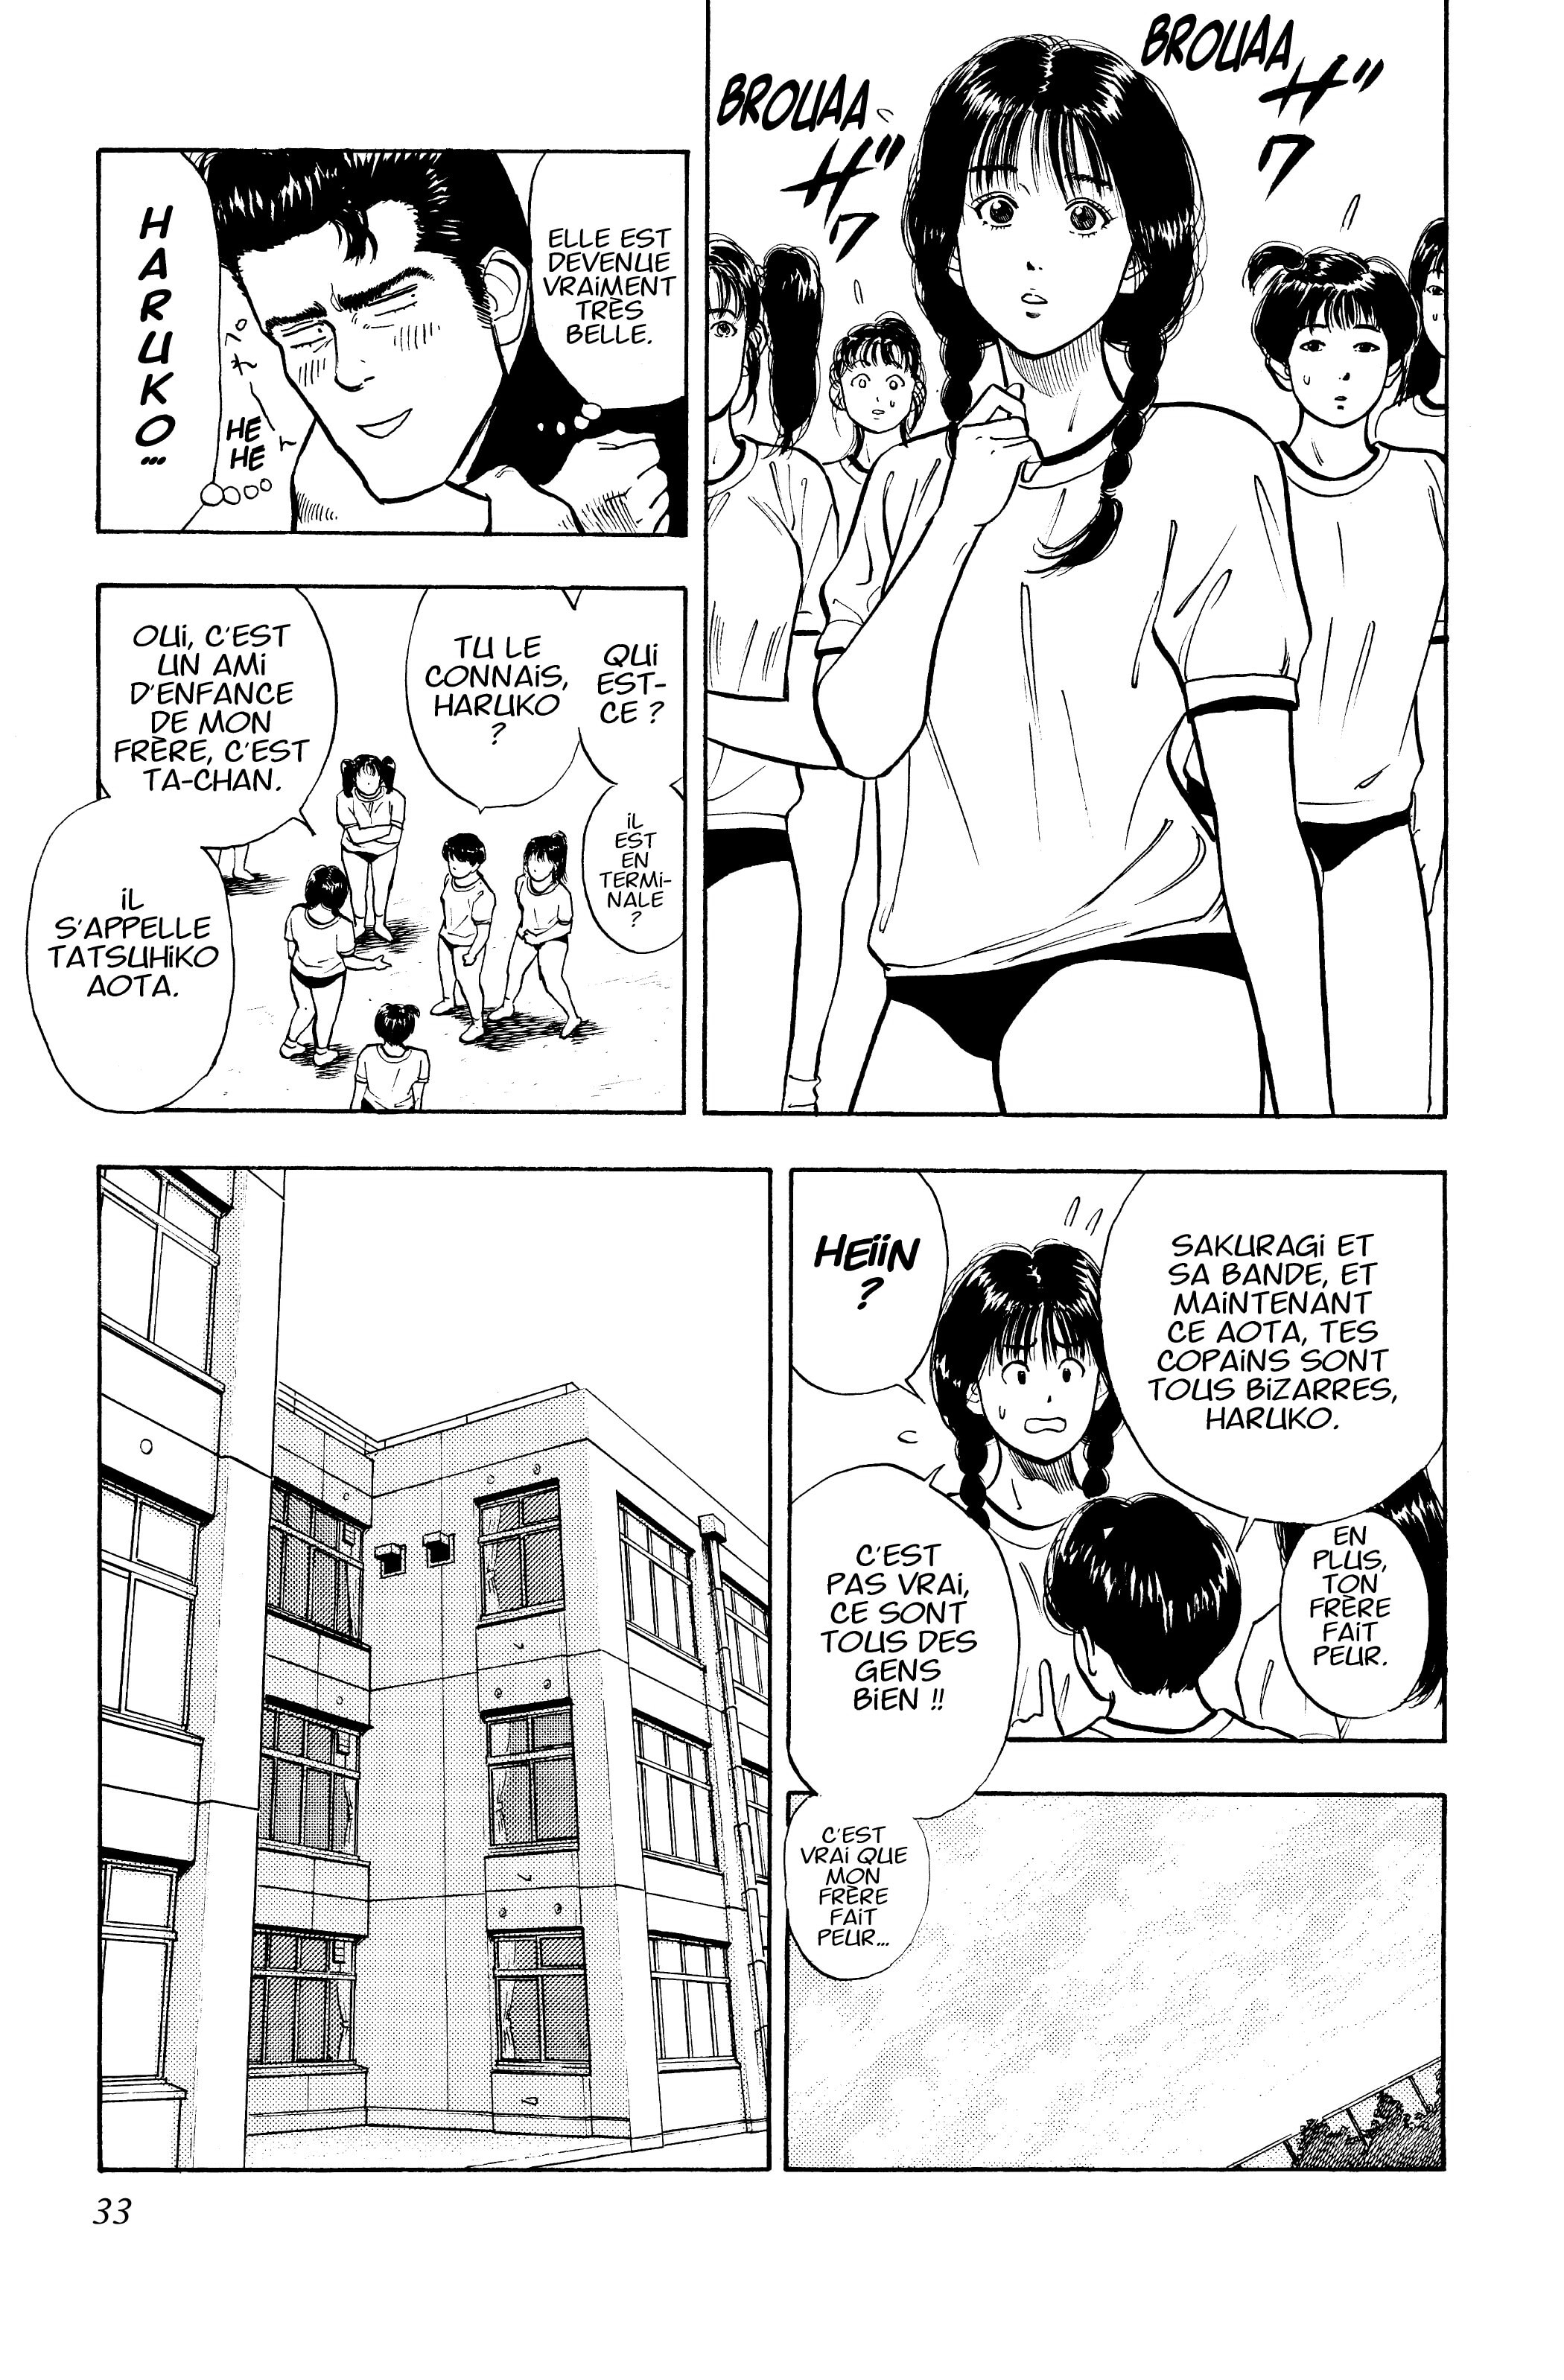 BROUAA
ザワ
BROUAA
ザワ
ELLE EST
DEVENUE
VRAIMENT
TRÈS
BELLE.
HE
HE
ペれーん
HARUKO...
QUI
EST-
CE ?
IL
EST
EN
TERMI-
NALE
?
TU LE
CONNAIS,
HARUKO
?
OUI, C'EST
UN AMI
D'ENFANCE
DE MON
FRÈRE, C'EST
TA-CHAN.
IL
S'APPELLE
TATSUHIKO
AOTA.
SAKURAGI ET
SA BANDE, ET
MAINTENANT
CE AOTA, TES
COPAINS SONT
TOUS BIZARRES,
HARUKO.
EN
PLUS,
TON
FRÈRE
FAIT
PEUR.
HEIIN
?
C'EST
PAS VRAI,
CE SONT
TOUS DES
GENS
BIEN !!
C'EST
VRAI QUE
MON
FRÈRE
FAIT
PEUR...
33